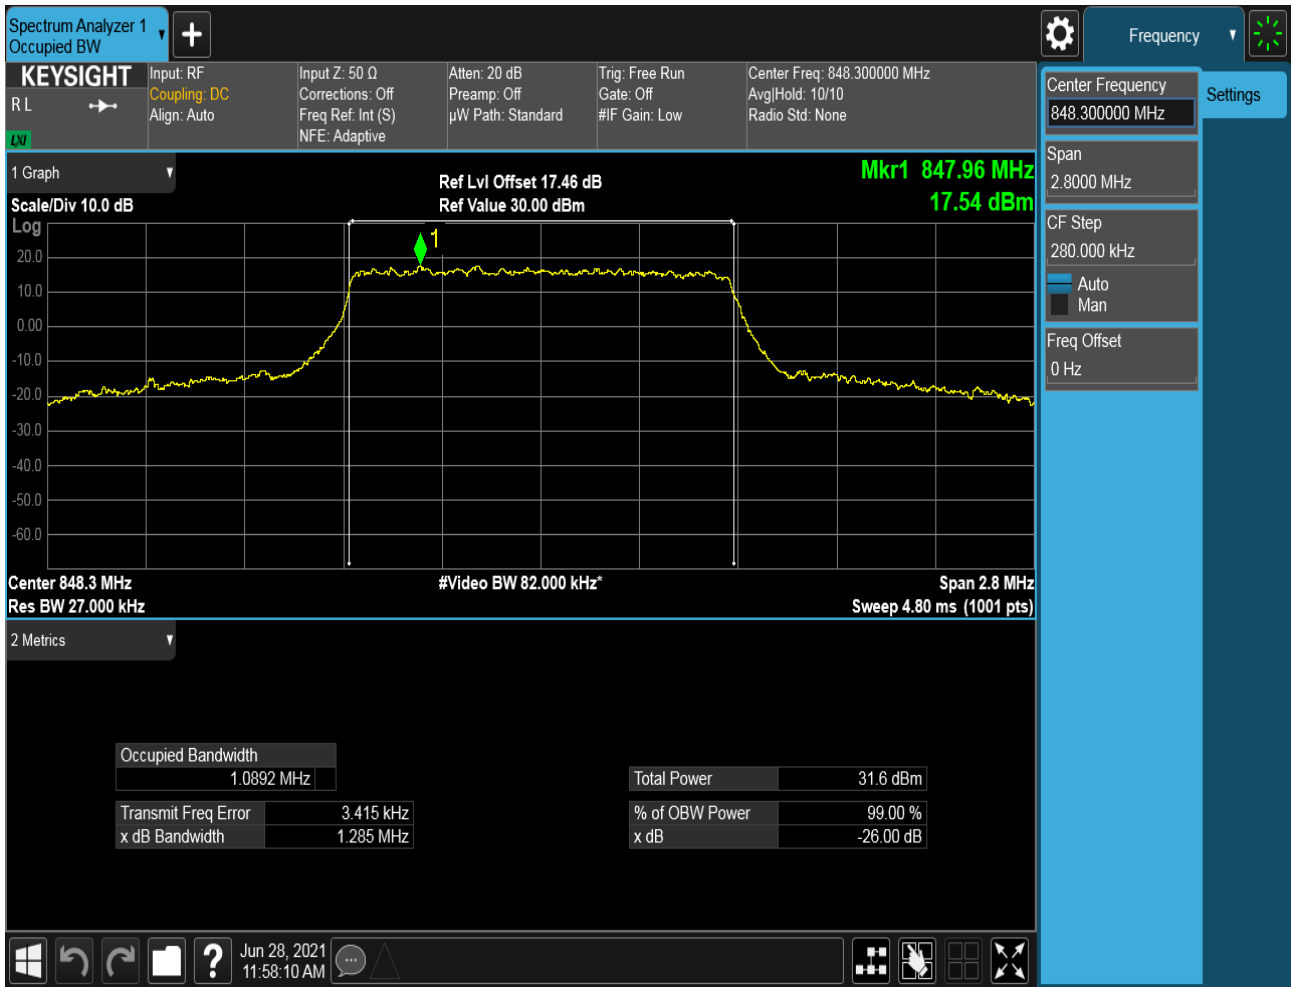 Spectrum Analyzer 1
Occupied BW
Frequency
KEYSIGHT
Input: RF
Input Z: 50 Ω
Atten: 20 dB
Trig: Free Run
Center Freq: 848.300000 MHz
R L
Coupling: DC
Corrections: Off
Preamp: Off
Gate: Off
Avg|Hold: 10/10
Align: Auto
Freq Ref: Int (S)
µW Path: Standard
#IF Gain: Low
Radio Std: None
LXI
NFE: Adaptive
Center Frequency
848.300000 MHz
Settings
Span
2.8000 MHz
CF Step
280.000 kHz
Auto
Man
Freq Offset
0 Hz
1 Graph
Ref Lvl Offset 17.46 dB
Mkr1 847.96 MHz
Scale/Div 10.0 dB
Ref Value 30.00 dBm
17.54 dBm
Log
1
20.0
10.0
0.00
-10.0
-20.0
-30.0
-40.0
-50.0
-60.0
Center 848.3 MHz
#Video BW 82.000 kHz*
Span 2.8 MHz
Res BW 27.000 kHz
Sweep 4.80 ms (1001 pts)
2 Metrics
Occupied Bandwidth
1.0892 MHz
Total Power 31.6 dBm
Transmit Freq Error 3.415 kHz
% of OBW Power 99.00 %
x dB Bandwidth 1.285 MHz
x dB -26.00 dB
?
Jun 28, 2021
11:58:10 AM